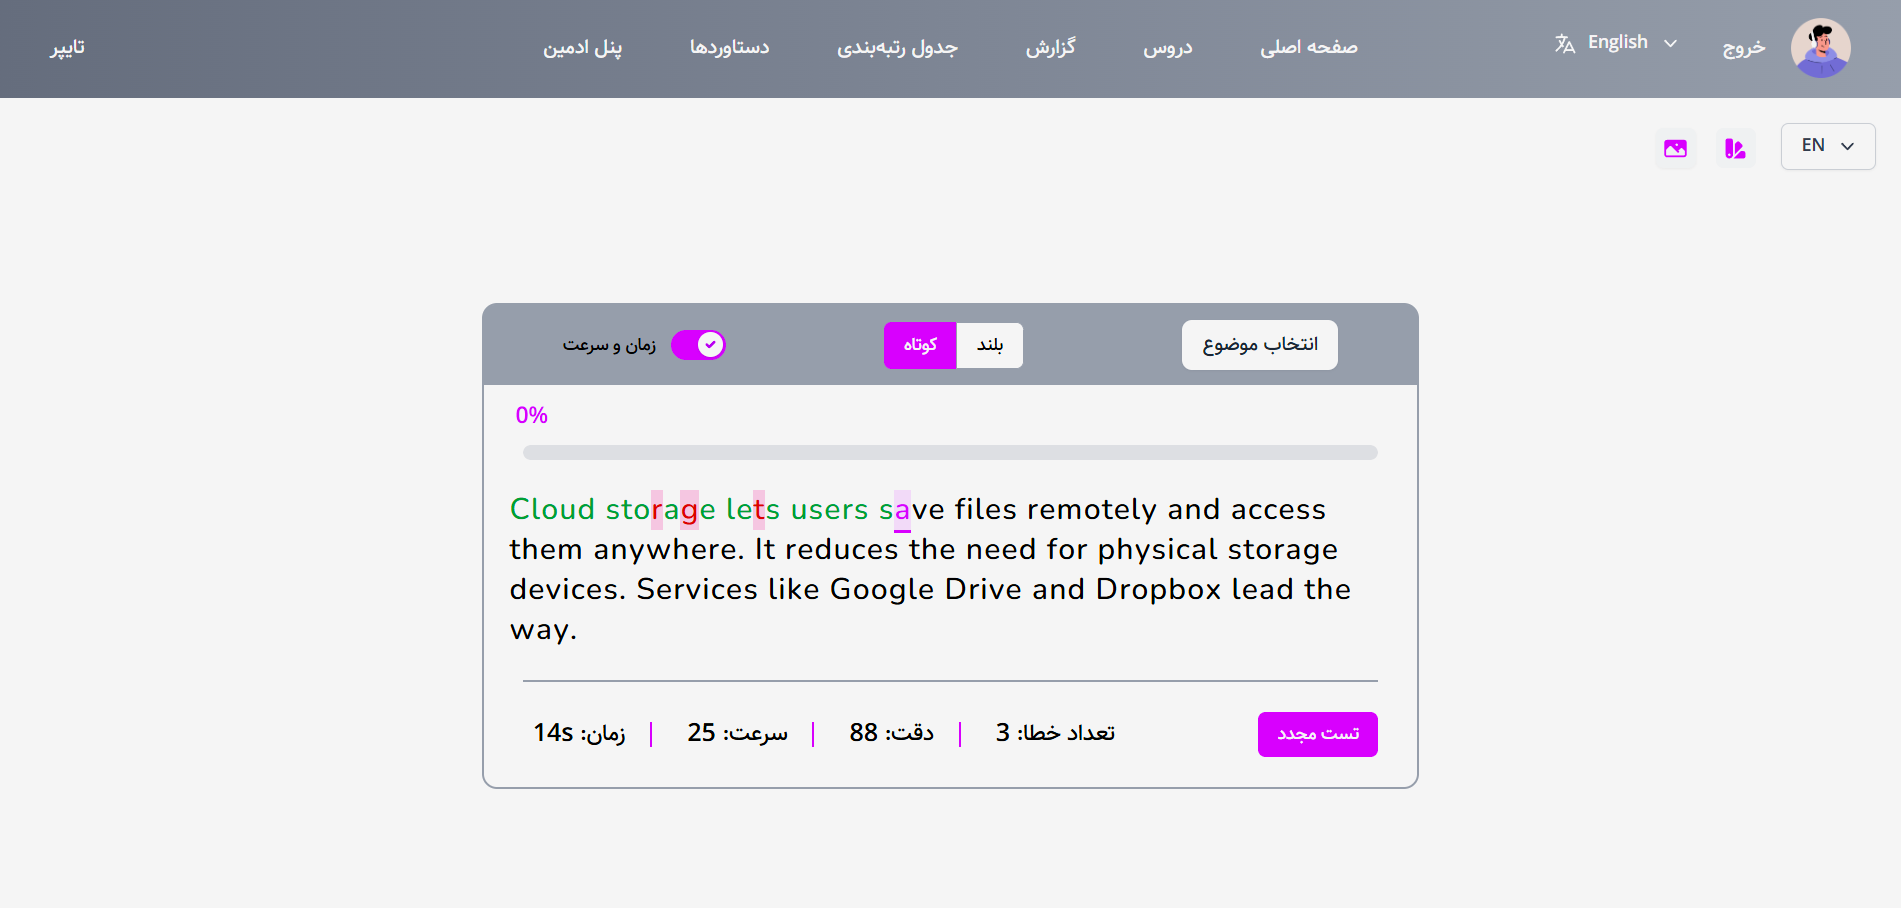 خروج
English
صفحه اصلی
دروس
گزارش
جدول رتبه‌بندی
دستاوردها
پنل ادمین
تایپر
EN
انتخاب موضوع
بلند
کوتاه
زمان و سرعت
0%
Cloud storage lets users save files remotely and access
them anywhere. It reduces the need for physical storage
devices. Services like Google Drive and Dropbox lead the
way.
تست مجدد
تعداد خطا: 3
دقت: 88
سرعت: 25
زمان: 14s